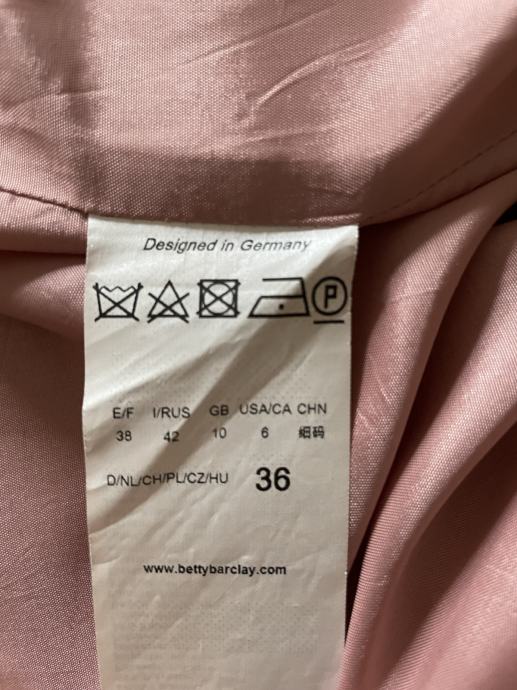 Designed in Germany
P
E/F I/RUS GB USA/CA CHN
38 42 10 6 细码
D/NL/CH/PL/CZ/HU 36
www.bettybarclay.com